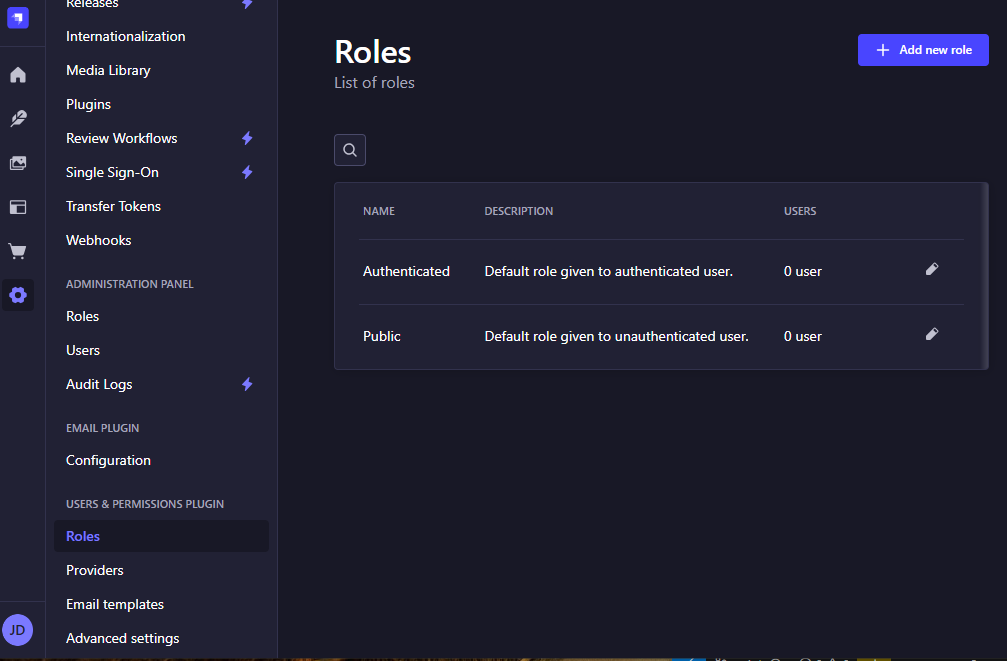 Releases
Internationalization
Media Library
Plugins
Review Workflows
Single Sign-On
Transfer Tokens
Webhooks
ADMINISTRATION PANEL
Roles
Users
Audit Logs
EMAIL PLUGIN
Configuration
USERS & PERMISSIONS PLUGIN
Roles
Providers
Email templates
Advanced settings
JD
Roles
Add new role
List of roles
NAME DESCRIPTION USERS
Authenticated Default role given to authenticated user. 0 user
Public Default role given to unauthenticated user. 0 user